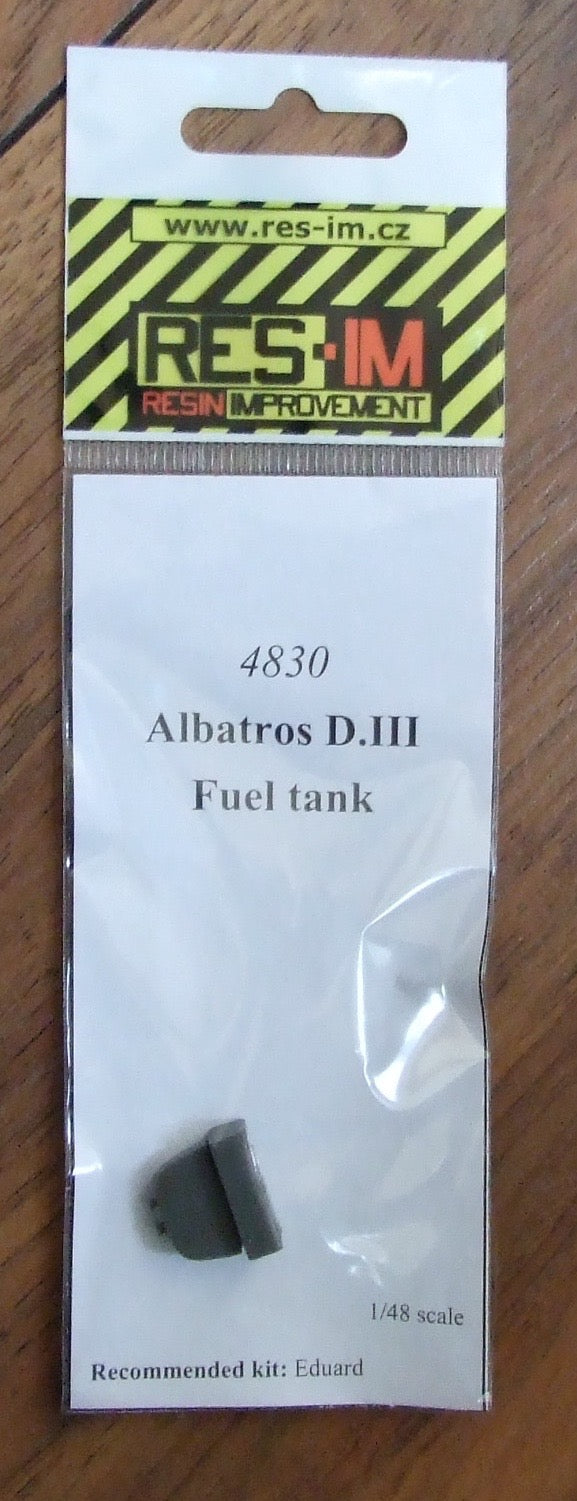 www.res-im.cz
RES·IM
RESIN IMPROVEMENT
4830
Albatros D.III
Fuel tank
1/48 scale
Recommended kit: Eduard